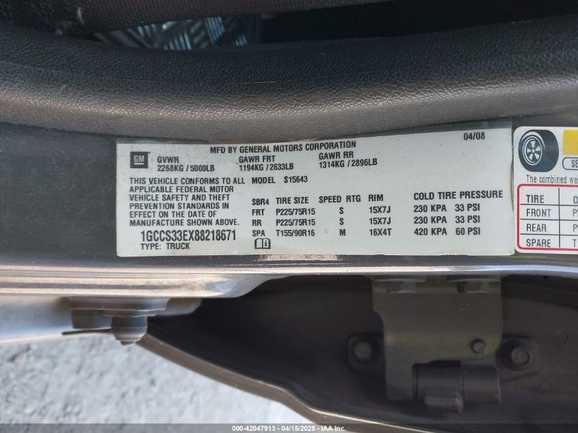 MFD BY GENERAL MOTORS CORPORATION 04/08
GM GVWR GAWR FRT GAWR RR
2268KG / 5000LB 1194KG / 2633LB 1314KG / 2896LB
THIS VEHICLE CONFORMS TO ALL MODEL S15643
APPLICABLE FEDERAL MOTOR
VEHICLE SAFETY AND
THEFT PREVENTION
STANDARDS IN EFFECT ON
THE DATE OF MANUFACTURE
SHOWN ABOVE.
1GCCS33EX88218671
TYPE: TRUCK
SBR4 TIRE SIZE SPEED RTG RIM COLD TIRE PRESSURE
FRT P225/75R15 S 15X7J 230 KPA 33 PSI
RR P225/75R15 S 15X7J 230 KPA 33 PSI
SPA T155/90R16 M 16X4T 420 KPA 60 PSI
TIRE
FRONT
REAR
SPARE
000-42047913 - 04/15/2025 - IAA Inc.